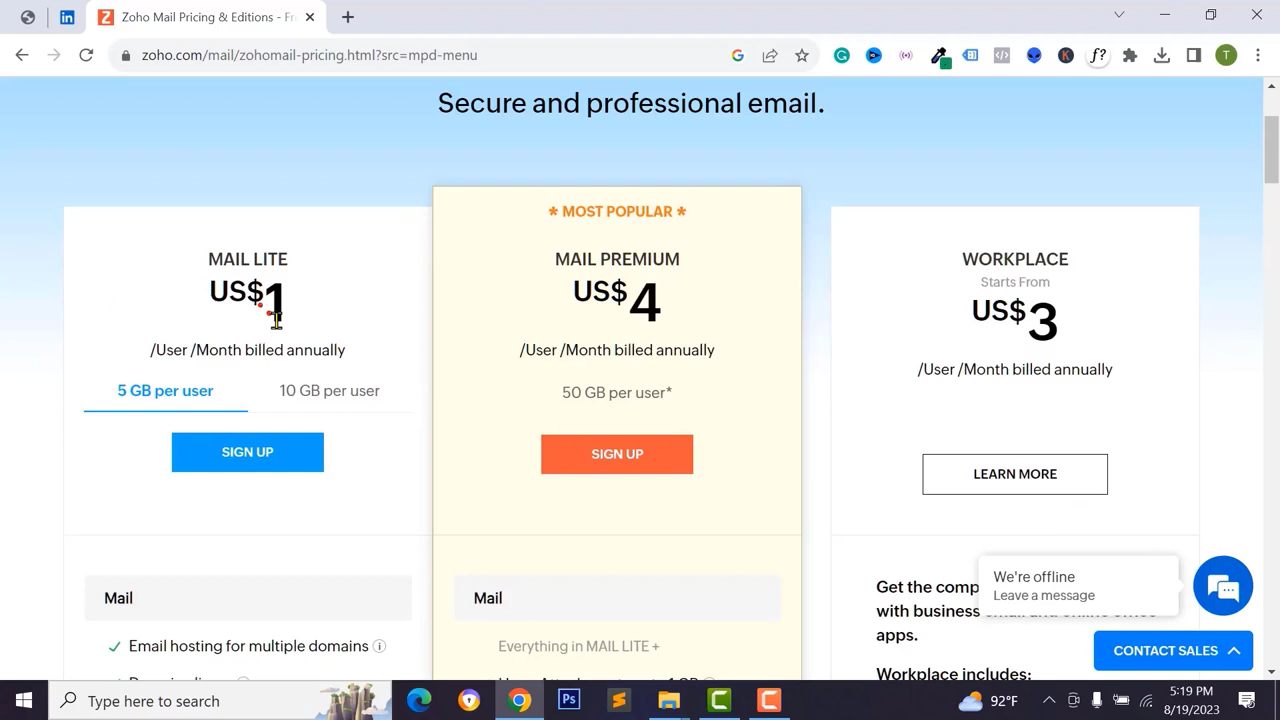 Zoho Mail Pricing & Editions - Fr
zoho.com/mail/zohomail-pricing.html?src=mpd-menu
T
Secure and professional email.
MAIL LITE
US$1
/User /Month billed annually
5 GB per user
10 GB per user
SIGN UP
Mail
Email hosting for multiple domains
* MOST POPULAR *
MAIL PREMIUM
US$4
/User /Month billed annually
50 GB per user*
SIGN UP
Mail
Everything in MAIL LITE +
WORKPLACE
Starts From
US$3
/User /Month billed annually
LEARN MORE
Get the comp
with business email and online office
apps.
Workplace includes:
We're offline
Leave a message
CONTACT SALES
Type here to search
92°F
5:19 PM
8/19/2023